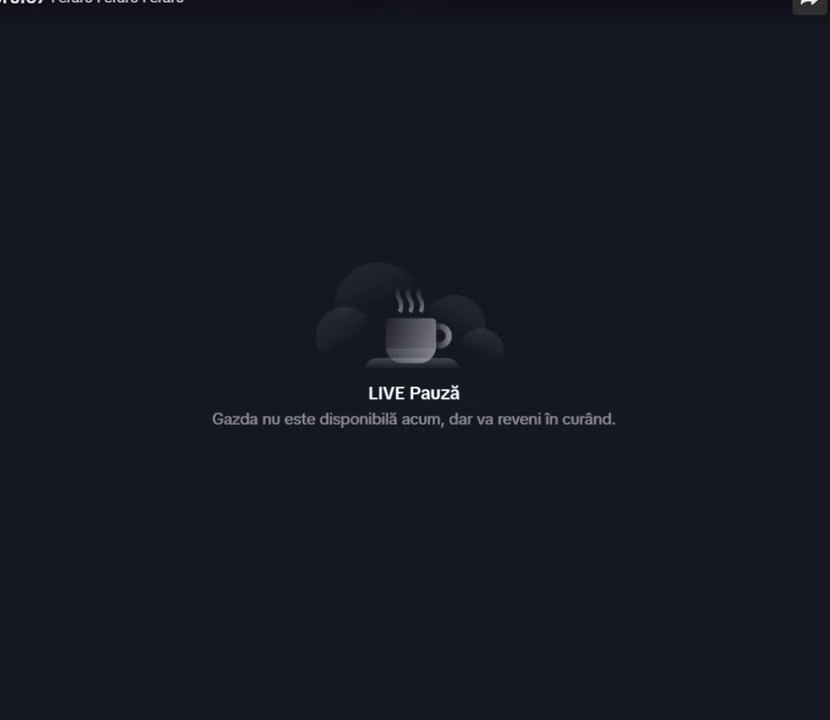 LIVE Pauză
Gazda nu este disponibilă acum, dar va reveni în curând.